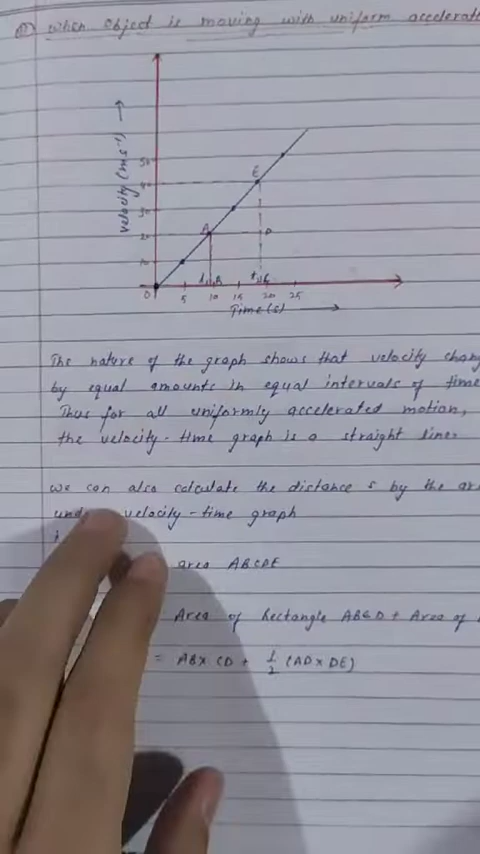 when object is moving with uniform accelerat
velocity (ms⁻¹) →
50
40
30
20
10
0
5 10 15 20 25
A E D
B C
Time(s) →
The nature of the graph shows that velocity chang
by equal amounts in equal intervals of time
Thus for all uniformly accelerated motion,
the velocity-time graph is a straight line.
we can also calculate the distance s by the are
und velocity-time graph
area ABCDE
Area of Rectangle ABCD + Area of
= AB × CD + 1/2 (AD × DE)